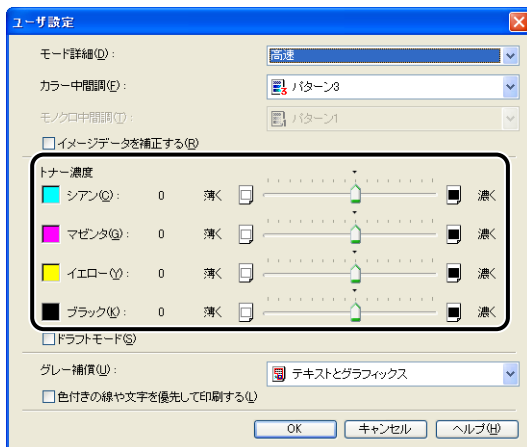 ユーザ設定
モード詳細(D): 高速
カラー中間調(F): パターン3
モノクロ中間調(T): パターン1
イメージデータを補正する(R)
トナー濃度
シアン(C): 0 薄く 濃く
マゼンタ(G): 0 薄く 濃く
イエロー(Y): 0 薄く 濃く
ブラック(K): 0 薄く 濃く
ドラフトモード(S)
グレー補償(U): テキストとグラフィックス
色付きの線や文字を優先して印刷する(L)
OK キャンセル ヘルプ(H)